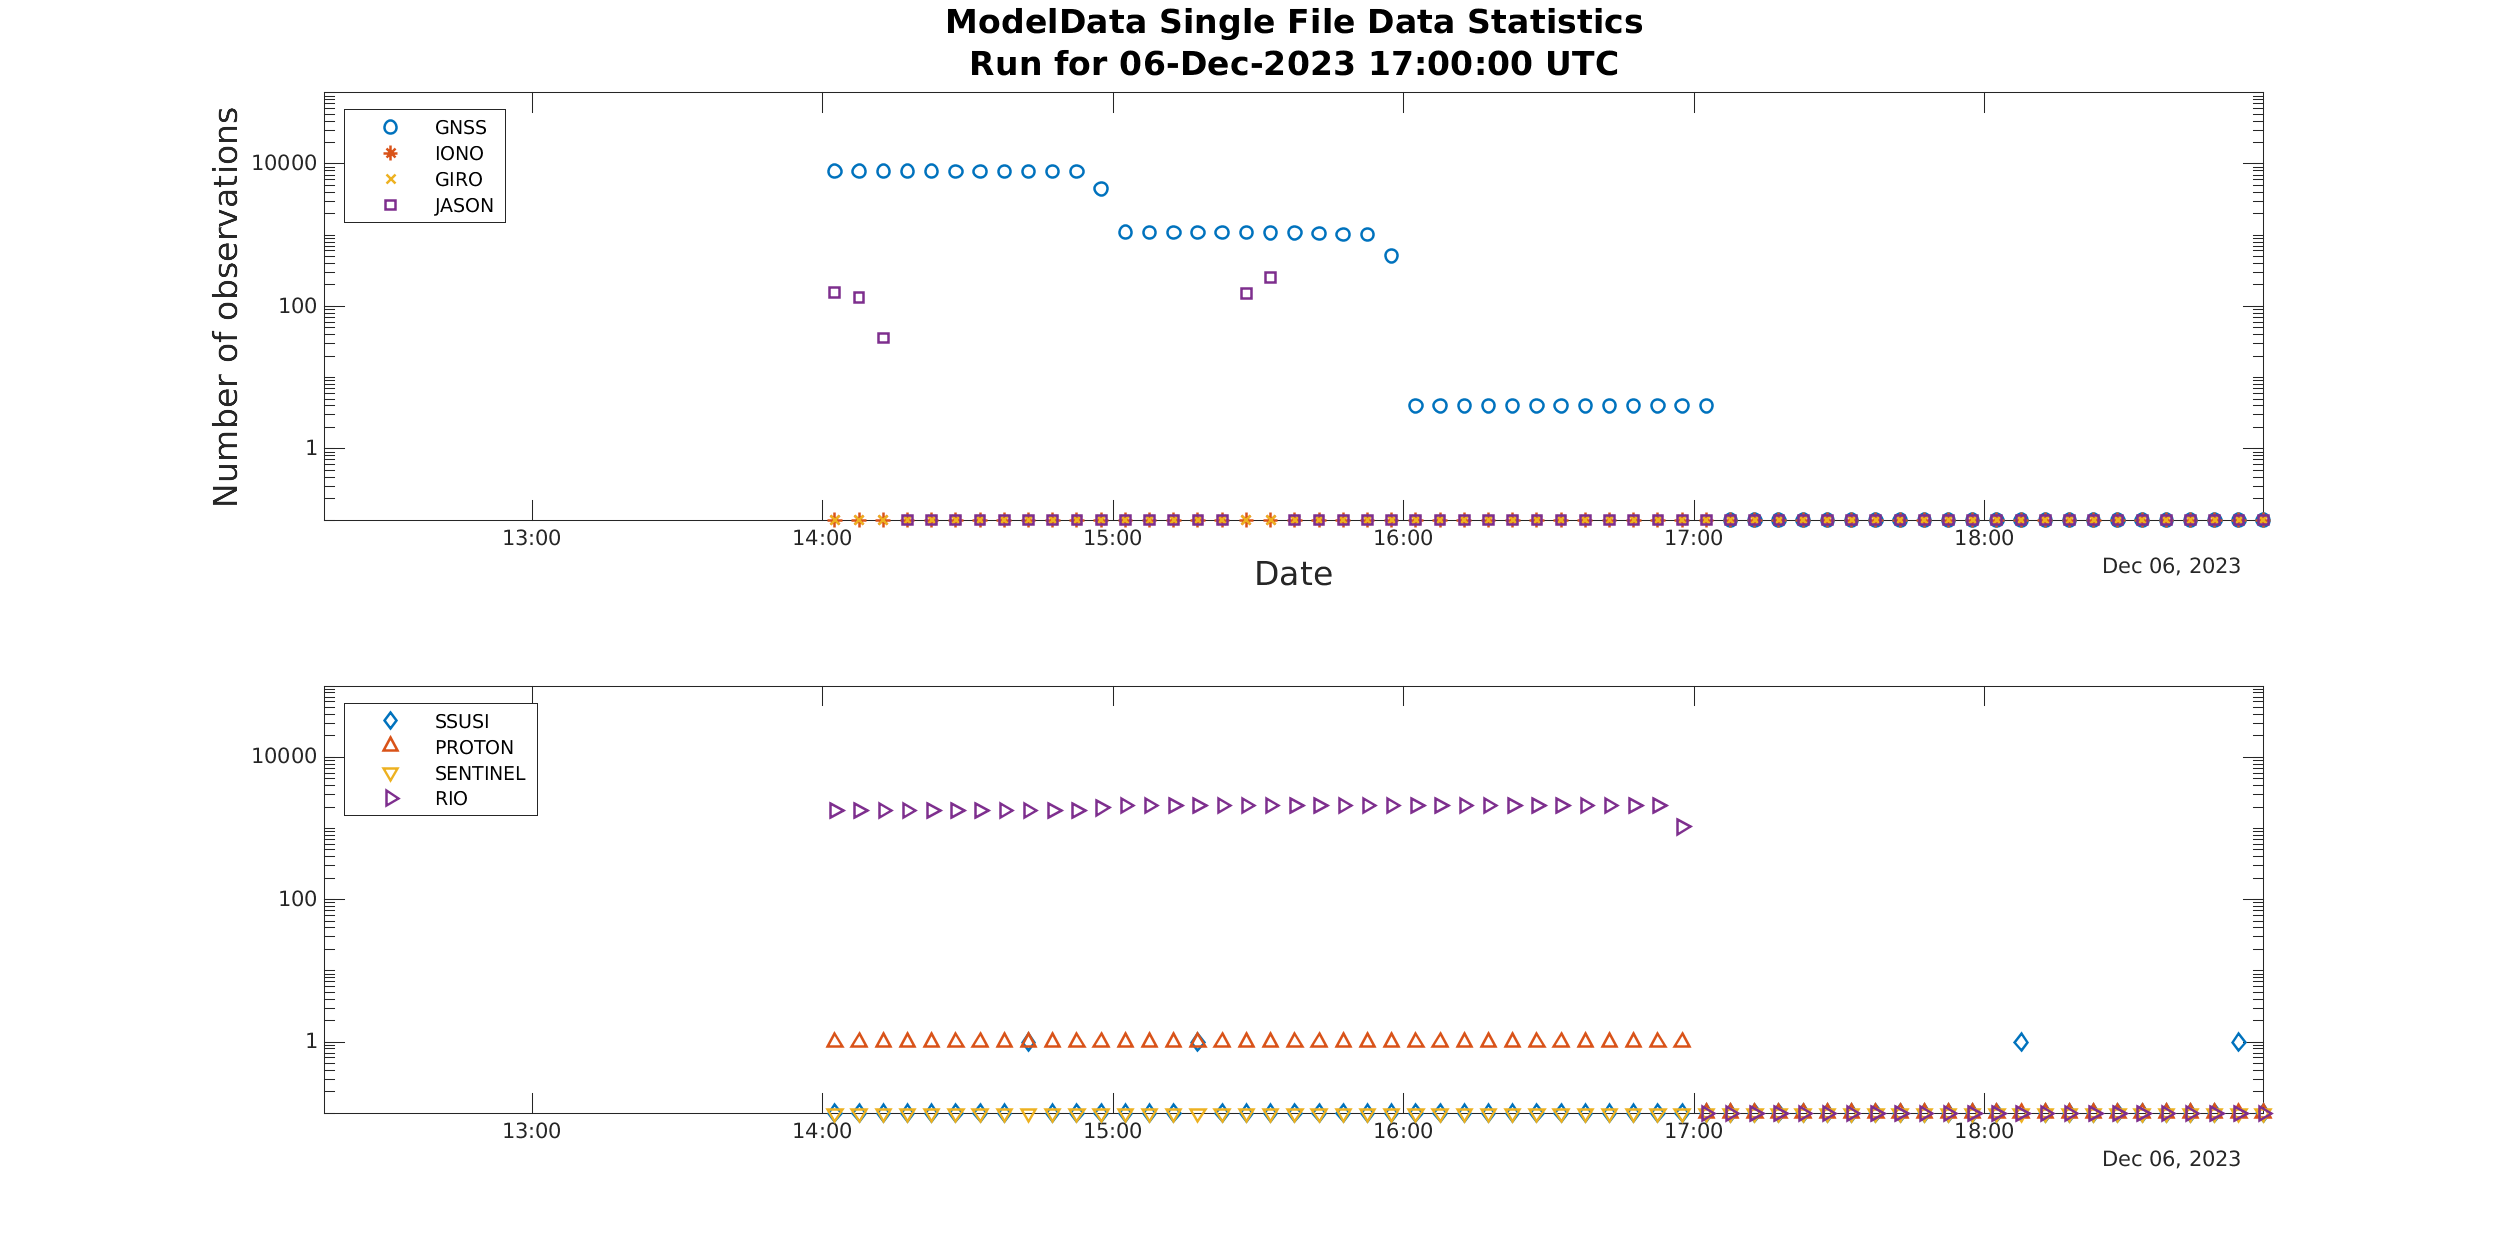 ModelData Single File Data Statistics
Run for 06-Dec-2023 17:00:00 UTC
Number of observations
10000
100
1
GNSS
IONO
GIRO
JASON
13:00 14:00 15:00 16:00 17:00 18:00
Dec 06, 2023
Date
10000
100
1
SSUSI
PROTON
SENTINEL
RIO
13:00 14:00 15:00 16:00 17:00 18:00
Dec 06, 2023